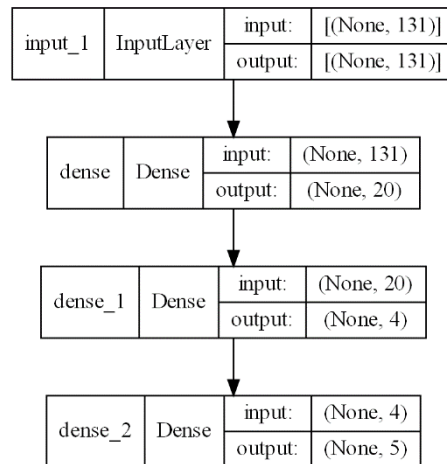 input_1 InputLayer input: [(None, 131)]
output: [(None, 131)]
dense Dense input: (None, 131)
output: (None, 20)
dense_1 Dense input: (None, 20)
output: (None, 4)
dense_2 Dense input: (None, 4)
output: (None, 5)